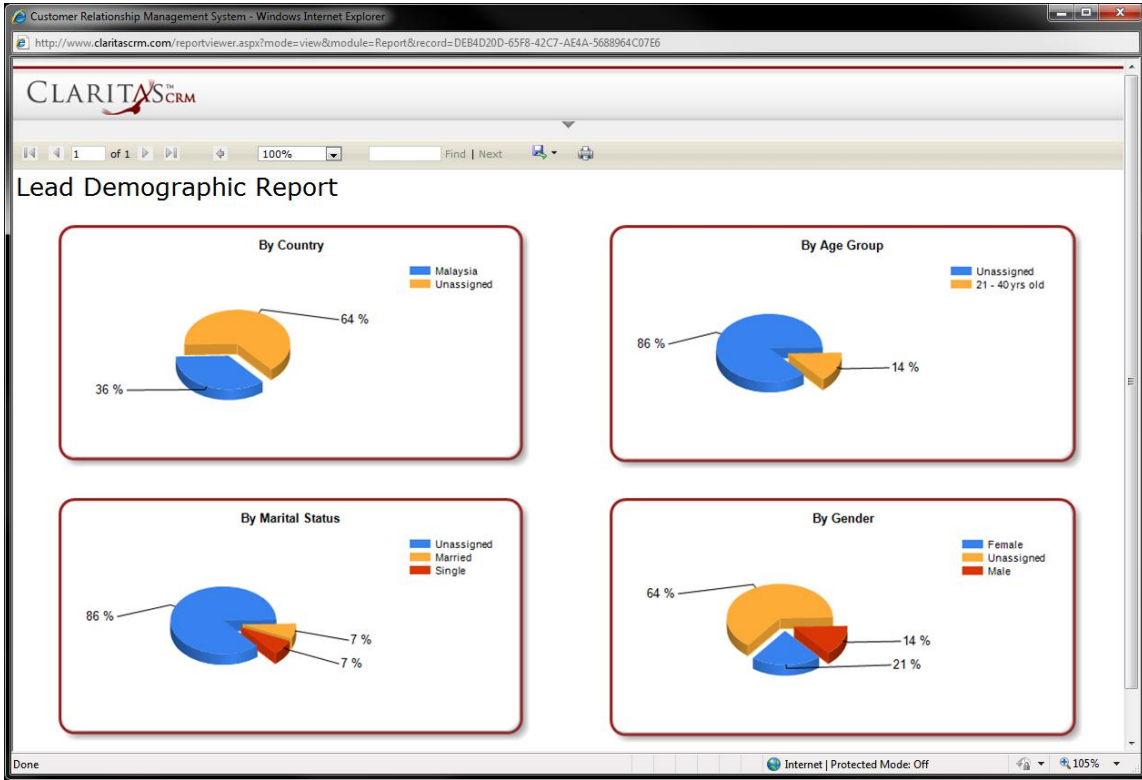 Customer Relationship Management System - Windows Internet Explorer
http://www.claritascrm.com/reportviewer.aspx?mode=view&module=Report&record=DEB4D20D-65F8-42C7-AE4A-5688964C07E6
CLARITAS™CRM
1 of 1 100% Find | Next
Lead Demographic Report
By Country
Malaysia
Unassigned
64 %
36 %
By Age Group
Unassigned
21 - 40 yrs old
86 %
14 %
By Marital Status
Unassigned
Married
Single
86 %
7 %
7 %
By Gender
Female
Unassigned
Male
64 %
14 %
21 %
Done Internet | Protected Mode: Off 105%